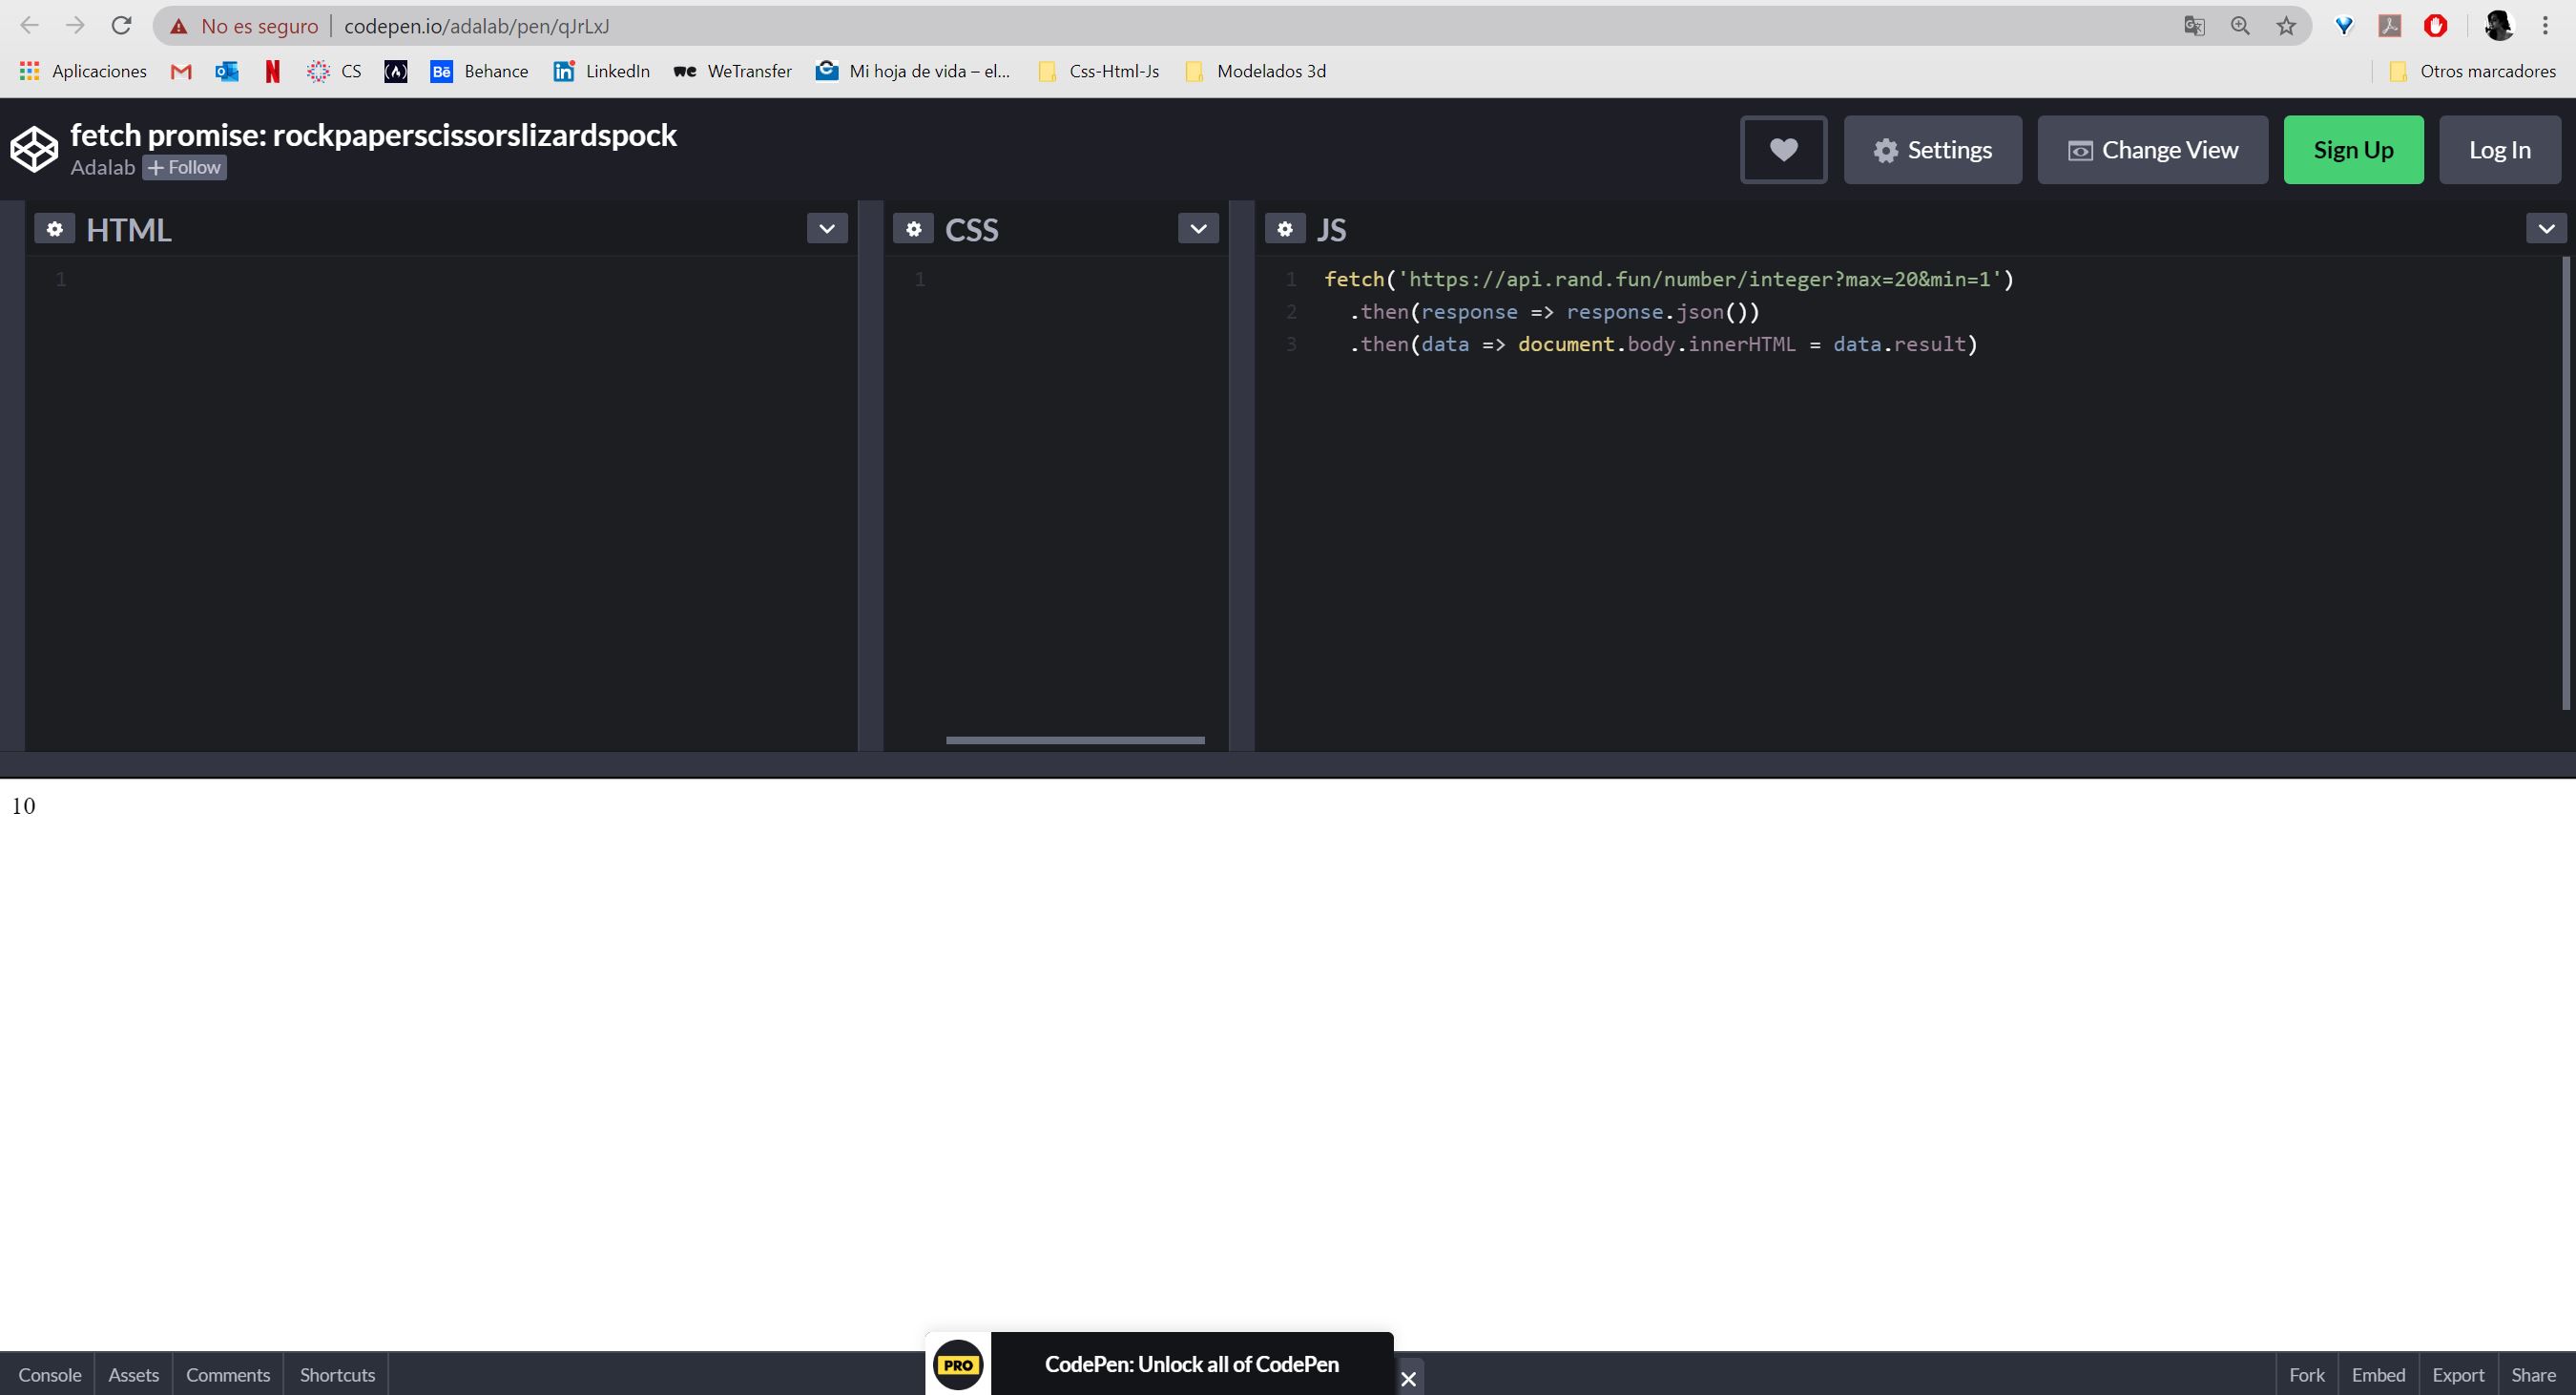 No es seguro codepen.io/adalab/pen/qJrLxJ
Aplicaciones CS Bē Behance in LinkedIn we WeTransfer Mi hoja de vida – el... Css-Html-Js Modelados 3d Otros marcadores
fetch promise: rockpaperscissorslizardspock
Adalab + Follow
Settings Change View Sign Up Log In
HTML CSS JS
1
1
1 fetch('https://api.rand.fun/number/integer?max=20&min=1')
2 .then(response => response.json())
3 .then(data => document.body.innerHTML = data.result)
10
PRO CodePen: Unlock all of CodePen
Console Assets Comments Shortcuts Fork Embed Export Share